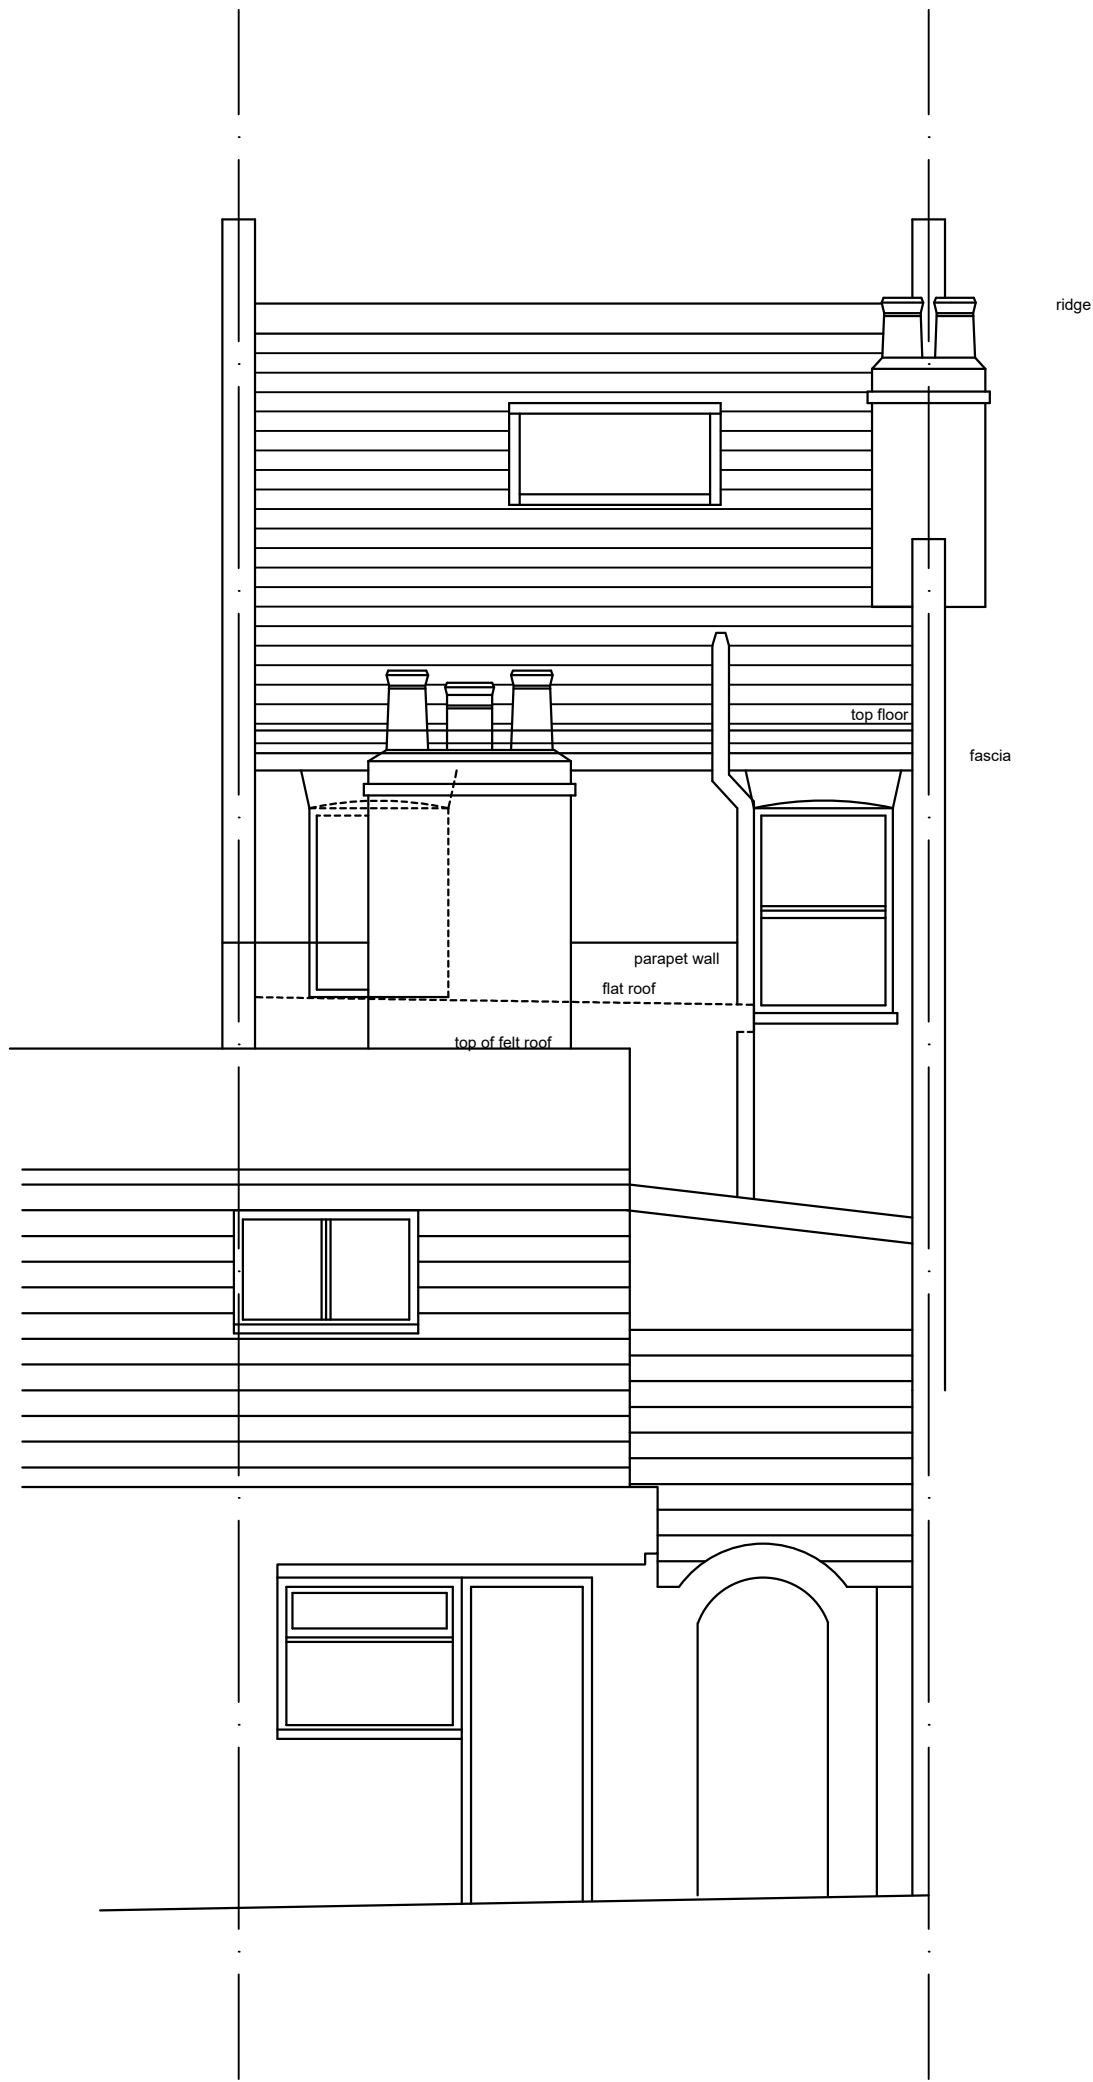 ridge
top floor
fascia
parapet wall
flat roof
top of felt roof